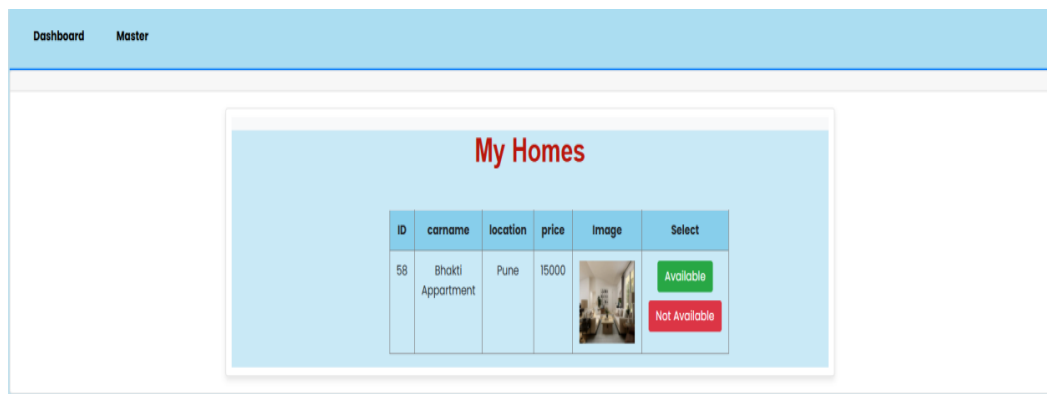 Dashboard Master
My Homes
ID carname location price Image Select
58 Bhakti Pune 15000 Available
Appartment
Not Available